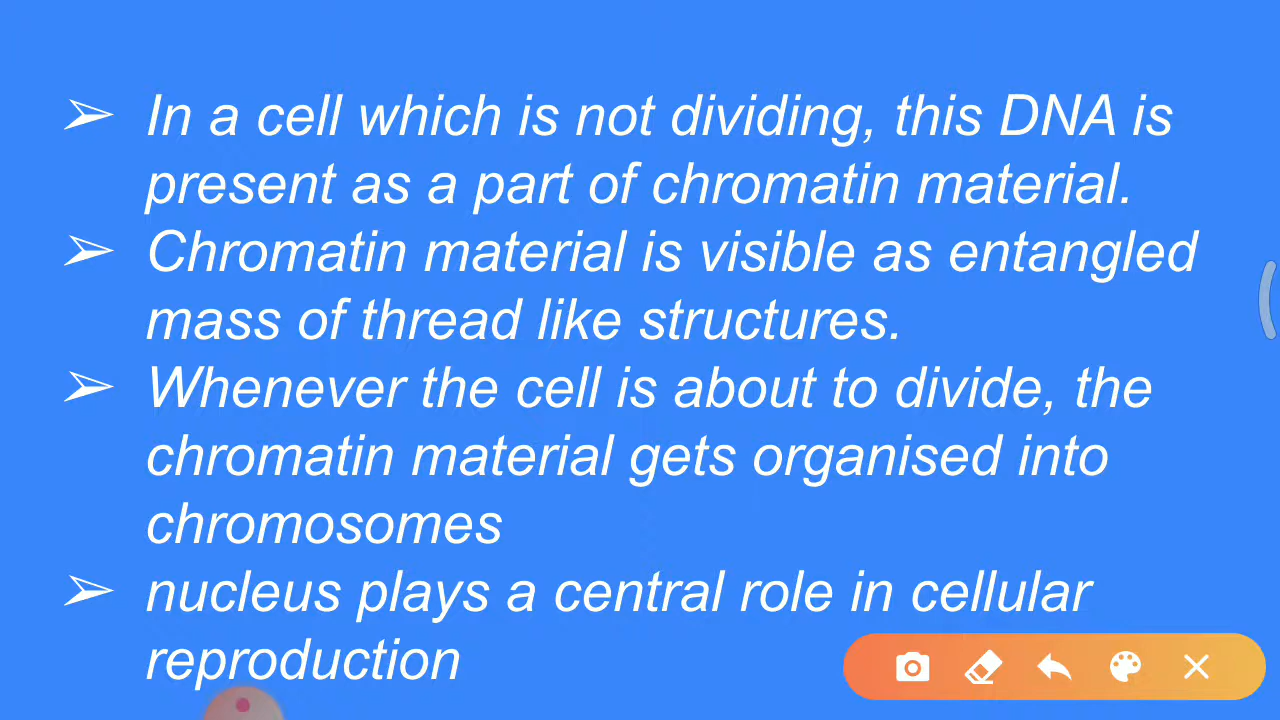 ➢ In a cell which is not dividing, this DNA is
present as a part of chromatin material.
➢ Chromatin material is visible as entangled
mass of thread like structures.
➢ Whenever the cell is about to divide, the
chromatin material gets organised into
chromosomes
➢ nucleus plays a central role in cellular
reproduction